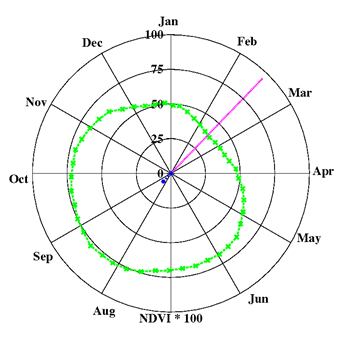 Jan
100
Dec
Feb
75
Nov
Mar
50
25
Oct
0
Apr
Sep
May
Aug
Jun
NDVI * 100